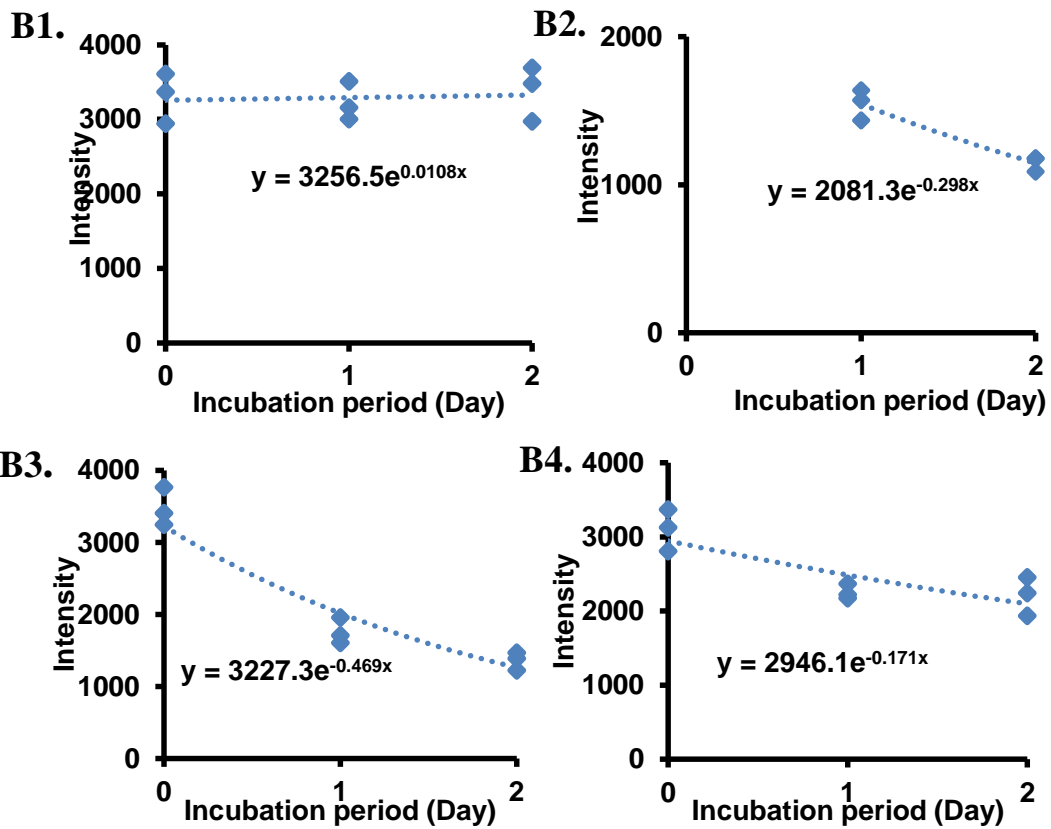 B1.
4000
3000
2000
1000
0
Intensity
y = 3256.5e^0.0108x
0 1 2
Incubation period (Day)
B2.
2000
1000
0
Intensity
y = 2081.3e^-0.298x
0 1 2
Incubation period (Day)
B3.
4000
3000
2000
1000
0
Intensity
y = 3227.3e^-0.469x
0 1 2
Incubation period (Day)
B4.
4000
3000
2000
1000
0
Intensity
y = 2946.1e^-0.171x
0 1 2
Incubation period (Day)